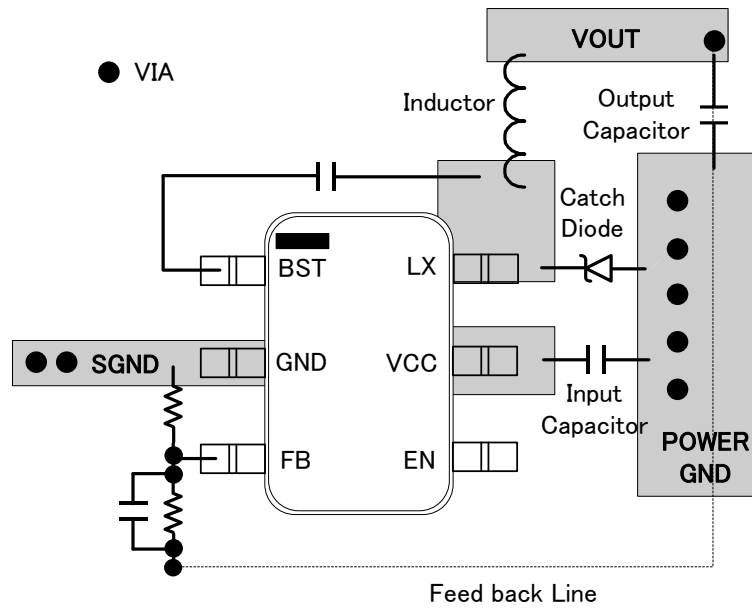 VOUT
VIA
Inductor
Output
Capacitor
Catch
Diode
BST
LX
SGND
GND
VCC
Input
Capacitor
POWER
GND
FB
EN
Feed back Line